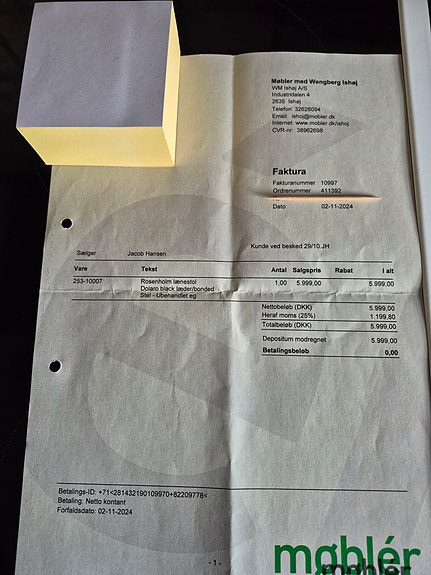 Møbler med Wengberg Ishøj
WM Ishøj A/S
Industridalen 4
2635 Ishøj
Telefon: 32626094
Email: ishoj@mobler.dk
Internet: www.mobler.dk/ishoj
CVR-nr: 38962698
Faktura
Fakturanummer 10997
Ordrenummer 411392
Dato 02-11-2024
Kunde ved besked 29/10.JH
Sælger Jacob Hansen
Vare Tekst Antal Salgspris Rabat I alt
253-10007 Rosenholm lænestol 1,00 5.999,00 5.999,00
Dolaro black læder/bonded
Stel - Ubehandlet eg
Nettobeløb (DKK) 5.999,00
Heraf moms (25%) 1.199,80
Totalbeløb (DKK) 5.999,00
Depositum modregnet 5.999,00
Betalingsbeløb 0,00
Betalings-ID: +71<281432190109970+82209778<
Betaling: Netto kontant
Forfaldsdato: 02-11-2024
- 1 -
møblér
møblér